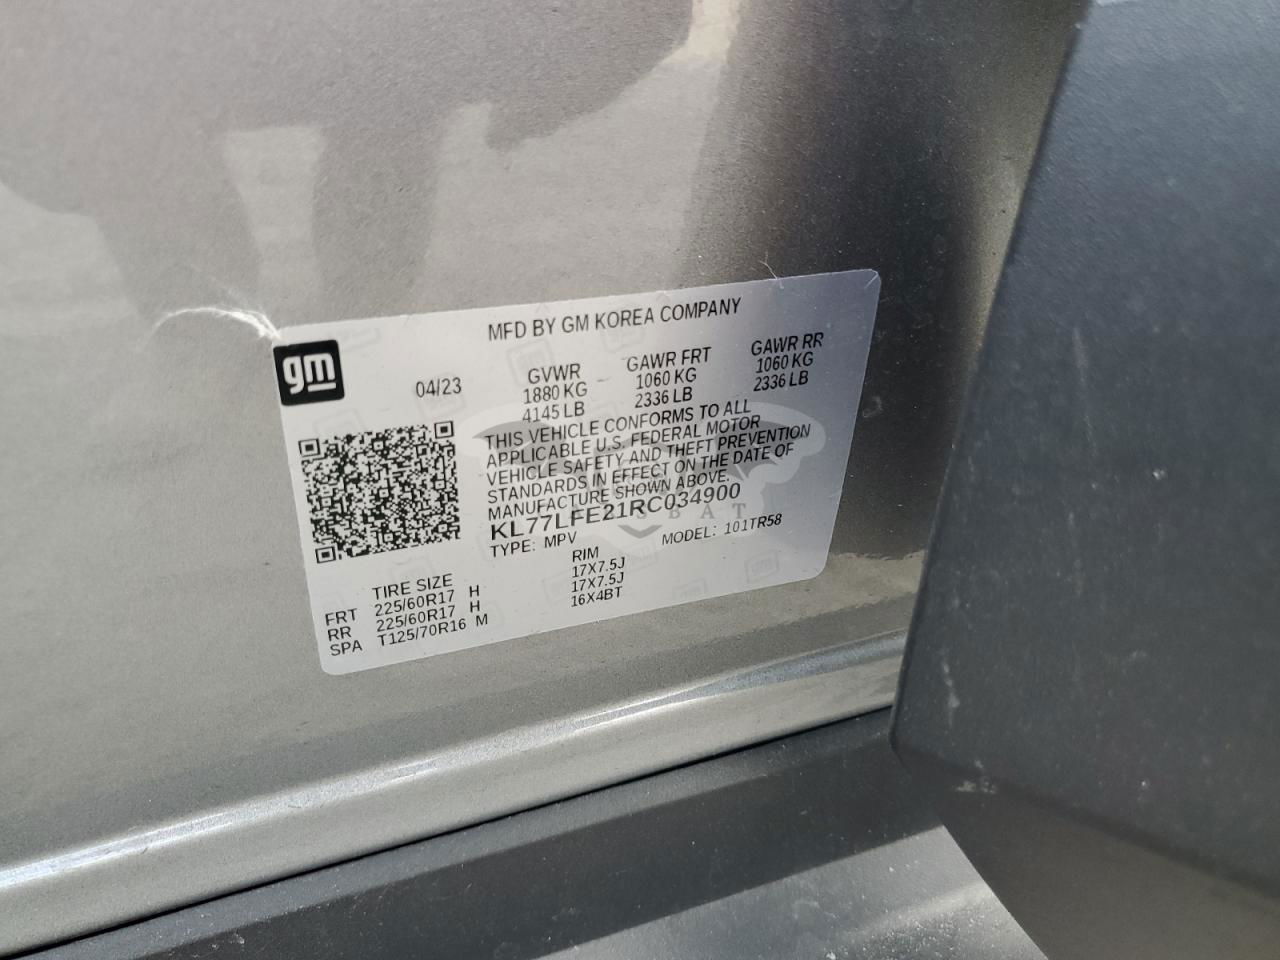 MFD BY GM KOREA COMPANY
gm
04/23
GVWR GAWR FRT GAWR RR
1880 KG 1060 KG 1060 KG
4145 LB 2336 LB 2336 LB
THIS VEHICLE CONFORMS TO ALL
APPLICABLE U.S. FEDERAL MOTOR
VEHICLE SAFETY AND THEFT PREVENTION
STANDARDS IN EFFECT ON THE DATE OF
MANUFACTURE SHOWN ABOVE.
KL77LFE21RC034900
TYPE: MPV MODEL: 101TR58
TIRE SIZE RIM
FRT 225/60R17 H 17X7.5J
RR 225/60R17 H 17X7.5J
SPA T125/70R16 M 16X4BT